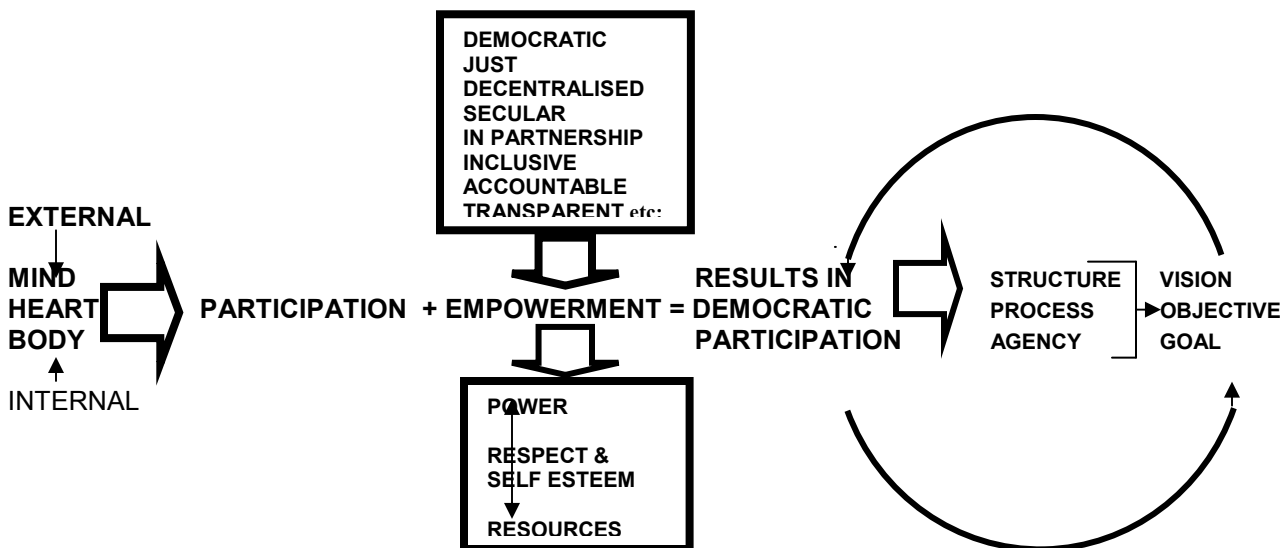 DEMOCRATIC
JUST
DECENTRALISED
SECULAR
IN PARTNERSHIP
INCLUSIVE
ACCOUNTABLE
TRANSPARENT etc:
EXTERNAL
MIND
HEART
BODY
INTERNAL
PARTICIPATION + EMPOWERMENT =
RESULTS IN
DEMOCRATIC
PARTICIPATION
STRUCTURE
PROCESS
AGENCY
VISION
OBJECTIVE
GOAL
POWER
RESPECT &
SELF ESTEEM
RESOURCES